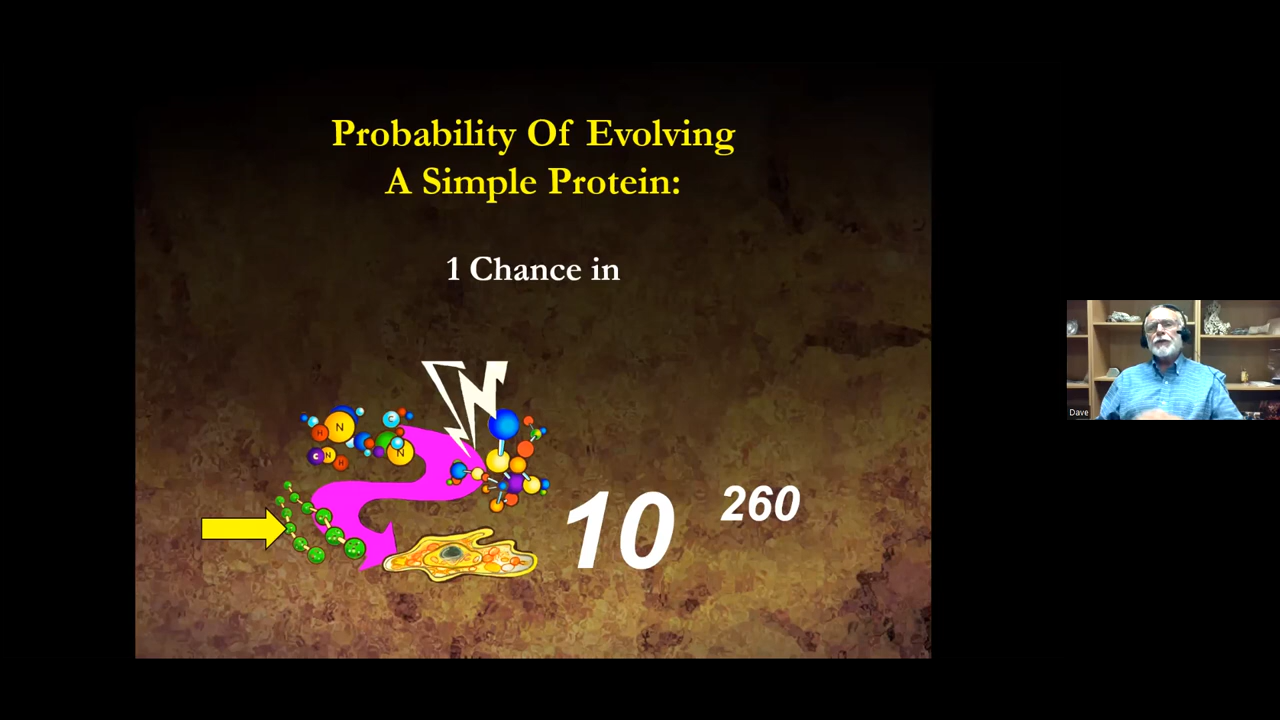 Probability Of Evolving
A Simple Protein:
1 Chance in
10 260
N
C
H
N
C N H
Dave